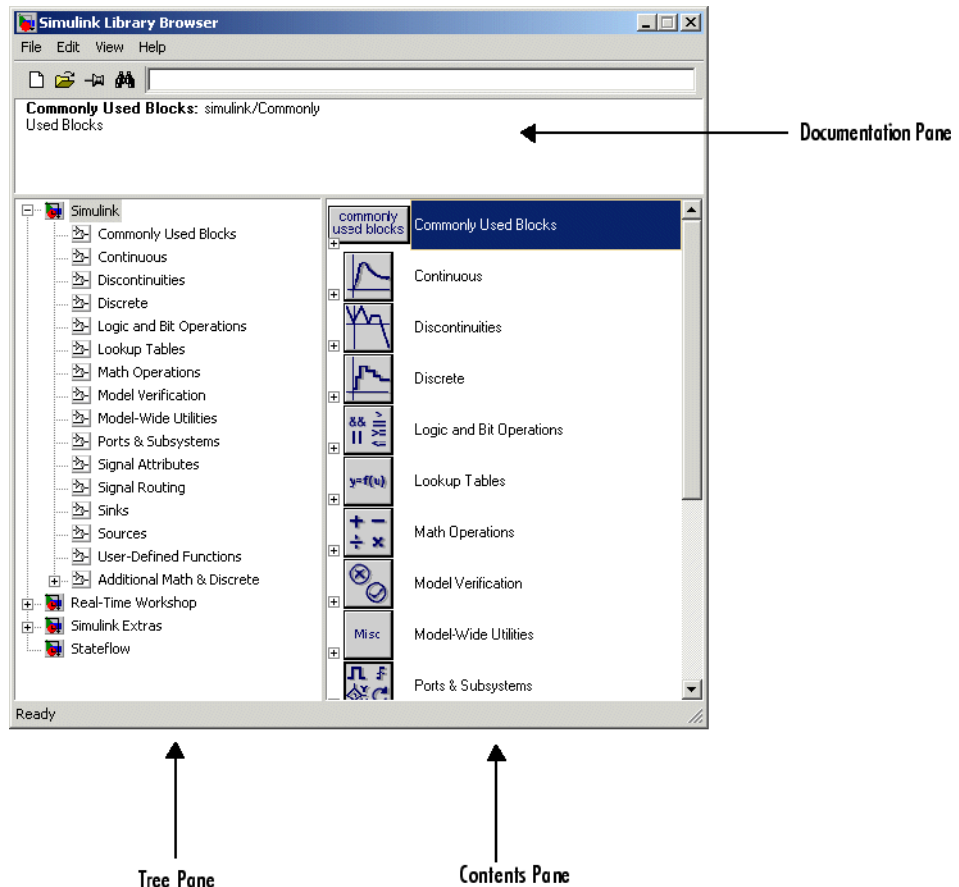 Simulink Library Browser
File Edit View Help
Commonly Used Blocks: simulink/Commonly
Used Blocks
Documentation Pane
Simulink
Commonly Used Blocks
Continuous
Discontinuities
Discrete
Logic and Bit Operations
Lookup Tables
Math Operations
Model Verification
Model-Wide Utilities
Ports & Subsystems
Signal Attributes
Signal Routing
Sinks
Sources
User-Defined Functions
Additional Math & Discrete
Real-Time Workshop
Simulink Extras
Stateflow
commonly
used blocks
Commonly Used Blocks
Continuous
Discontinuities
Discrete
&& > 
|| >=
<=
Logic and Bit Operations
y=f(u)
Lookup Tables
+ −
÷ ×
Math Operations
Model Verification
Misc
Model-Wide Utilities
Ports & Subsystems
Ready
Tree Pane
Contents Pane